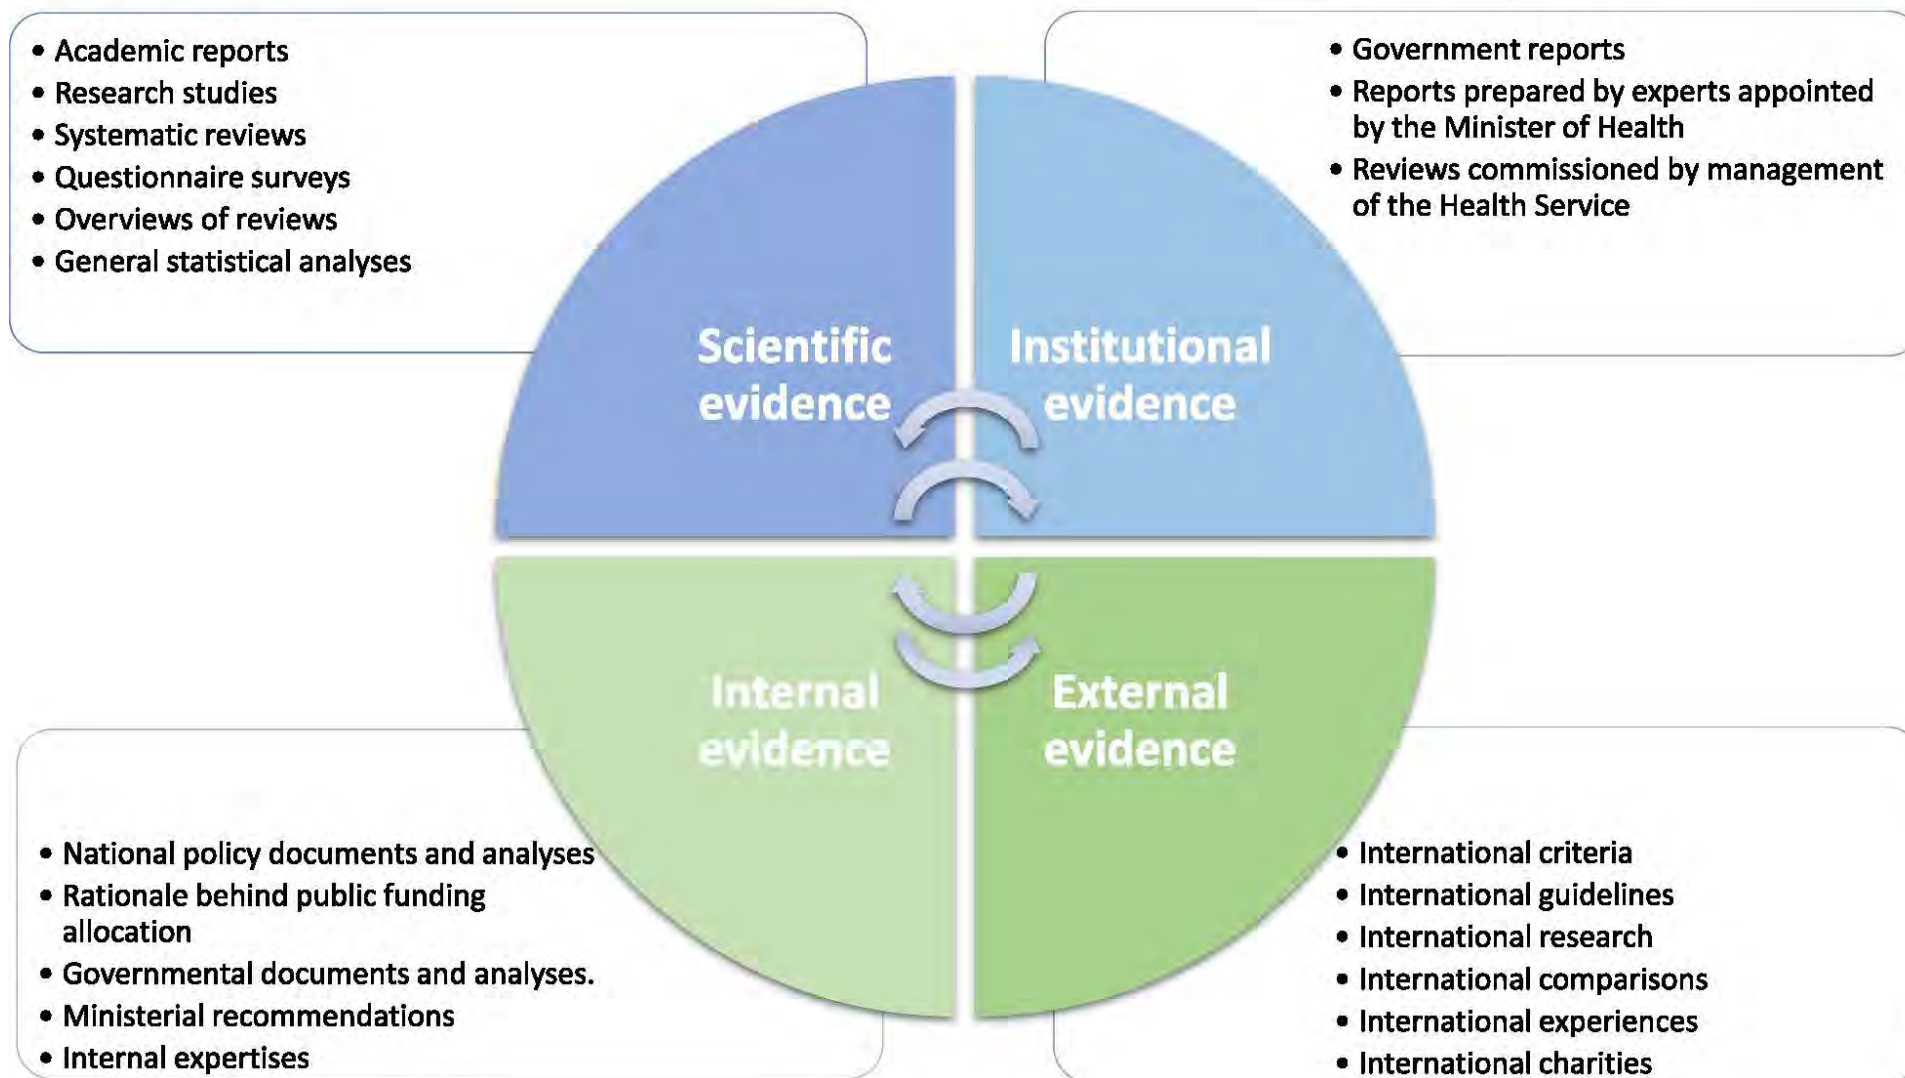 • Academic reports
• Research studies
• Systematic reviews
• Questionnaire surveys
• Overviews of reviews
• General statistical analyses
• Government reports
• Reports prepared by experts appointed
by the Minister of Health
• Reviews commissioned by management
of the Health Service
Scientific
evidence
Institutional
evidence
Internal
evidence
External
evidence
• National policy documents and analyses
• Rationale behind public funding
allocation
• Governmental documents and analyses.
• Ministerial recommendations
• Internal expertises
• International criteria
• International guidelines
• International research
• International comparisons
• International experiences
• International charities